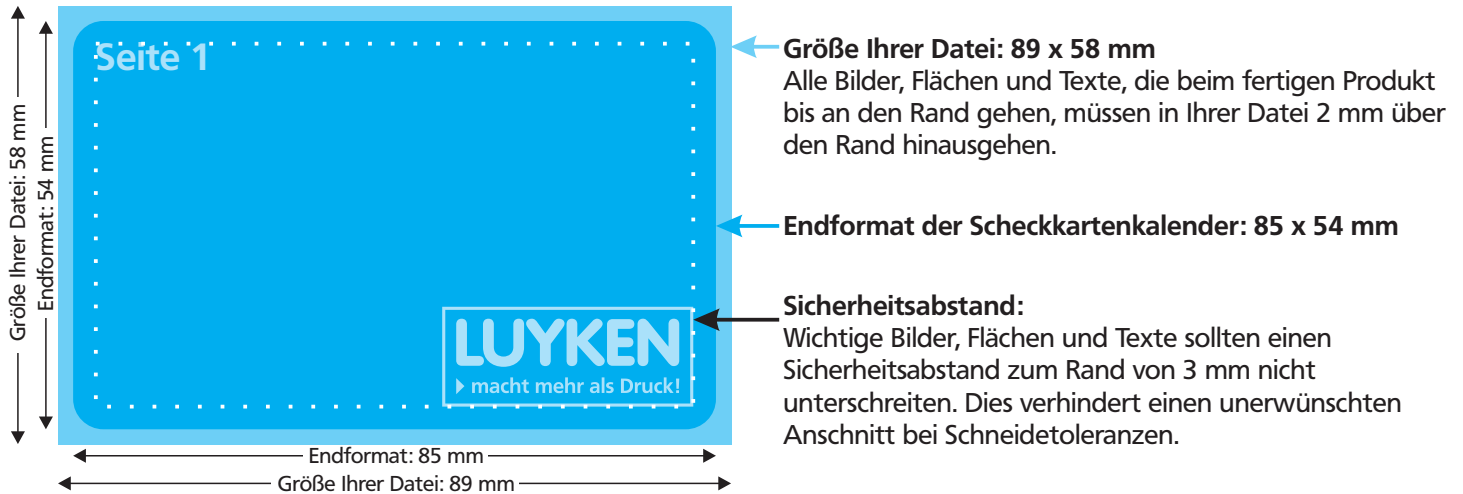 Größe Ihrer Datei: 58 mm
Endformat: 54 mm
Seite 1
LUYKEN
macht mehr als Druck!
Endformat: 85 mm
Größe Ihrer Datei: 89 mm
Größe Ihrer Datei: 89 x 58 mm
Alle Bilder, Flächen und Texte, die beim fertigen Produkt
bis an den Rand gehen, müssen in Ihrer Datei 2 mm über
den Rand hinausgehen.
Endformat der Scheckkartenkalender: 85 x 54 mm
Sicherheitsabstand:
Wichtige Bilder, Flächen und Texte sollten einen
Sicherheitsabstand zum Rand von 3 mm nicht
unterschreiten. Dies verhindert einen unerwünschten
Anschnitt bei Schneidetoleranzen.